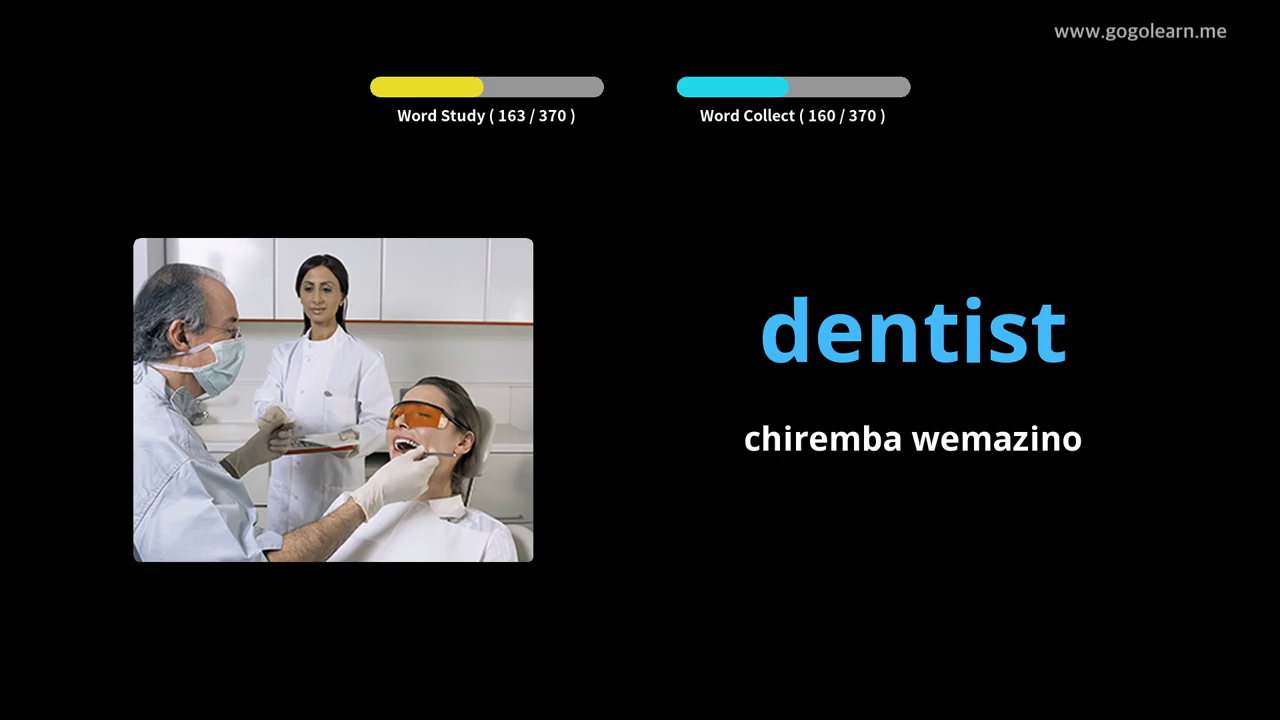 www.gogolearn.me
Word Study ( 163 / 370 )
Word Collect ( 160 / 370 )
dentist
chiremba wemazino